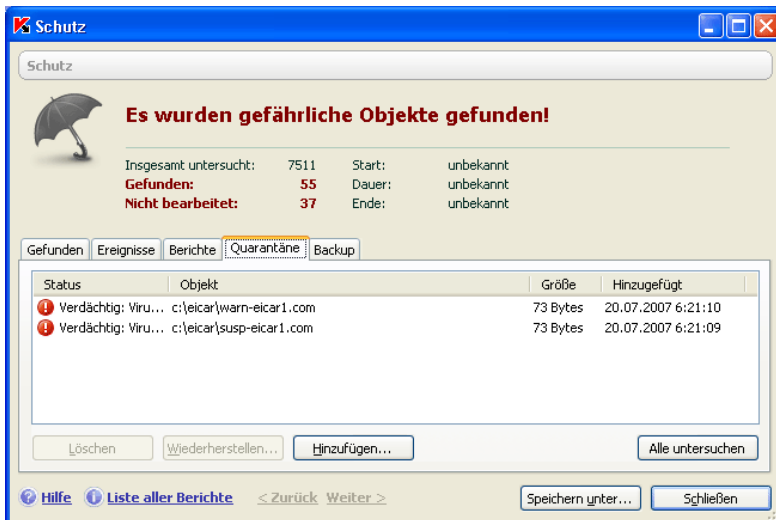 Schutz
Schutz
Es wurden gefährliche Objekte gefunden!
Insgesamt untersucht: 7511 Start: unbekannt
Gefunden: 55 Dauer: unbekannt
Nicht bearbeitet: 37 Ende: unbekannt
Gefunden Ereignisse Berichte Quarantäne Backup
Status Objekt Größe Hinzugefügt
Verdächtig: Viru... c:\eicar\warn-eicar1.com 73 Bytes 20.07.2007 6:21:10
Verdächtig: Viru... c:\eicar\susp-eicar1.com 73 Bytes 20.07.2007 6:21:09
Löschen Wiederherstellen... Hinzufügen... Alle untersuchen
Hilfe Liste aller Berichte < Zurück Weiter > Speichern unter... Schließen